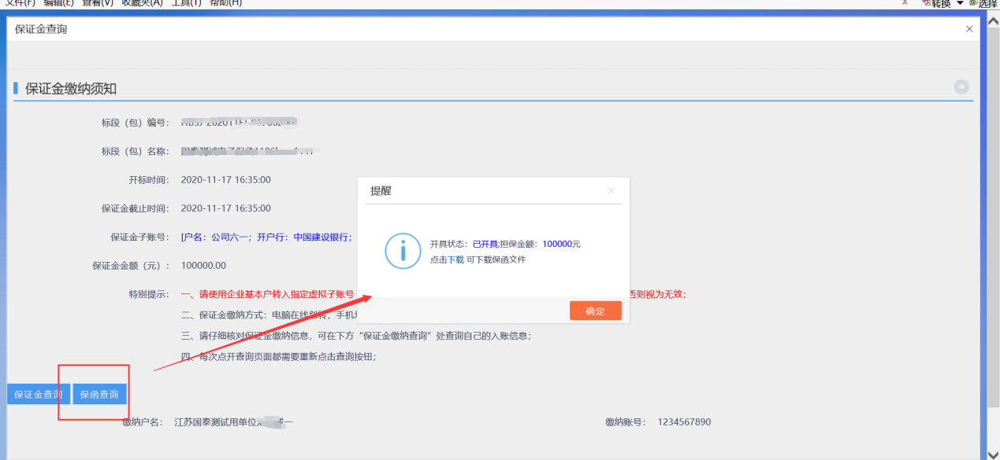 文件(F) 编辑(E) 查看(V) 收藏夹(A) 工具(T) 帮助(H)
x 转换 选择
保证金查询
保证金缴纳须知
标段（包）编号：
标段（包）名称：
开标时间： 2020-11-17 16:35:00
保证金截止时间： 2020-11-17 16:35:00
保证金子账号： [户名：公司六一；开户行：中国建设银行；
保证金金额（元）： 100000.00
特别提示： 一、请使用企业基本户转入指定虚拟子账号 否则视为无效；
二、保证金缴纳方式：电脑在线划转，手机
三、请仔细核对保证金缴纳信息，可在下方“保证金缴纳查询”处查询自己的入账信息；
四、每次点开查询页面都需要重新点击查询按钮；
提醒
开具状态：已开具;担保金额：100000元
点击下载 可下载保函文件
确定
保证金查询 保函查询
缴纳户名： 江苏国泰测试用单位 一 缴纳账号： 1234567890